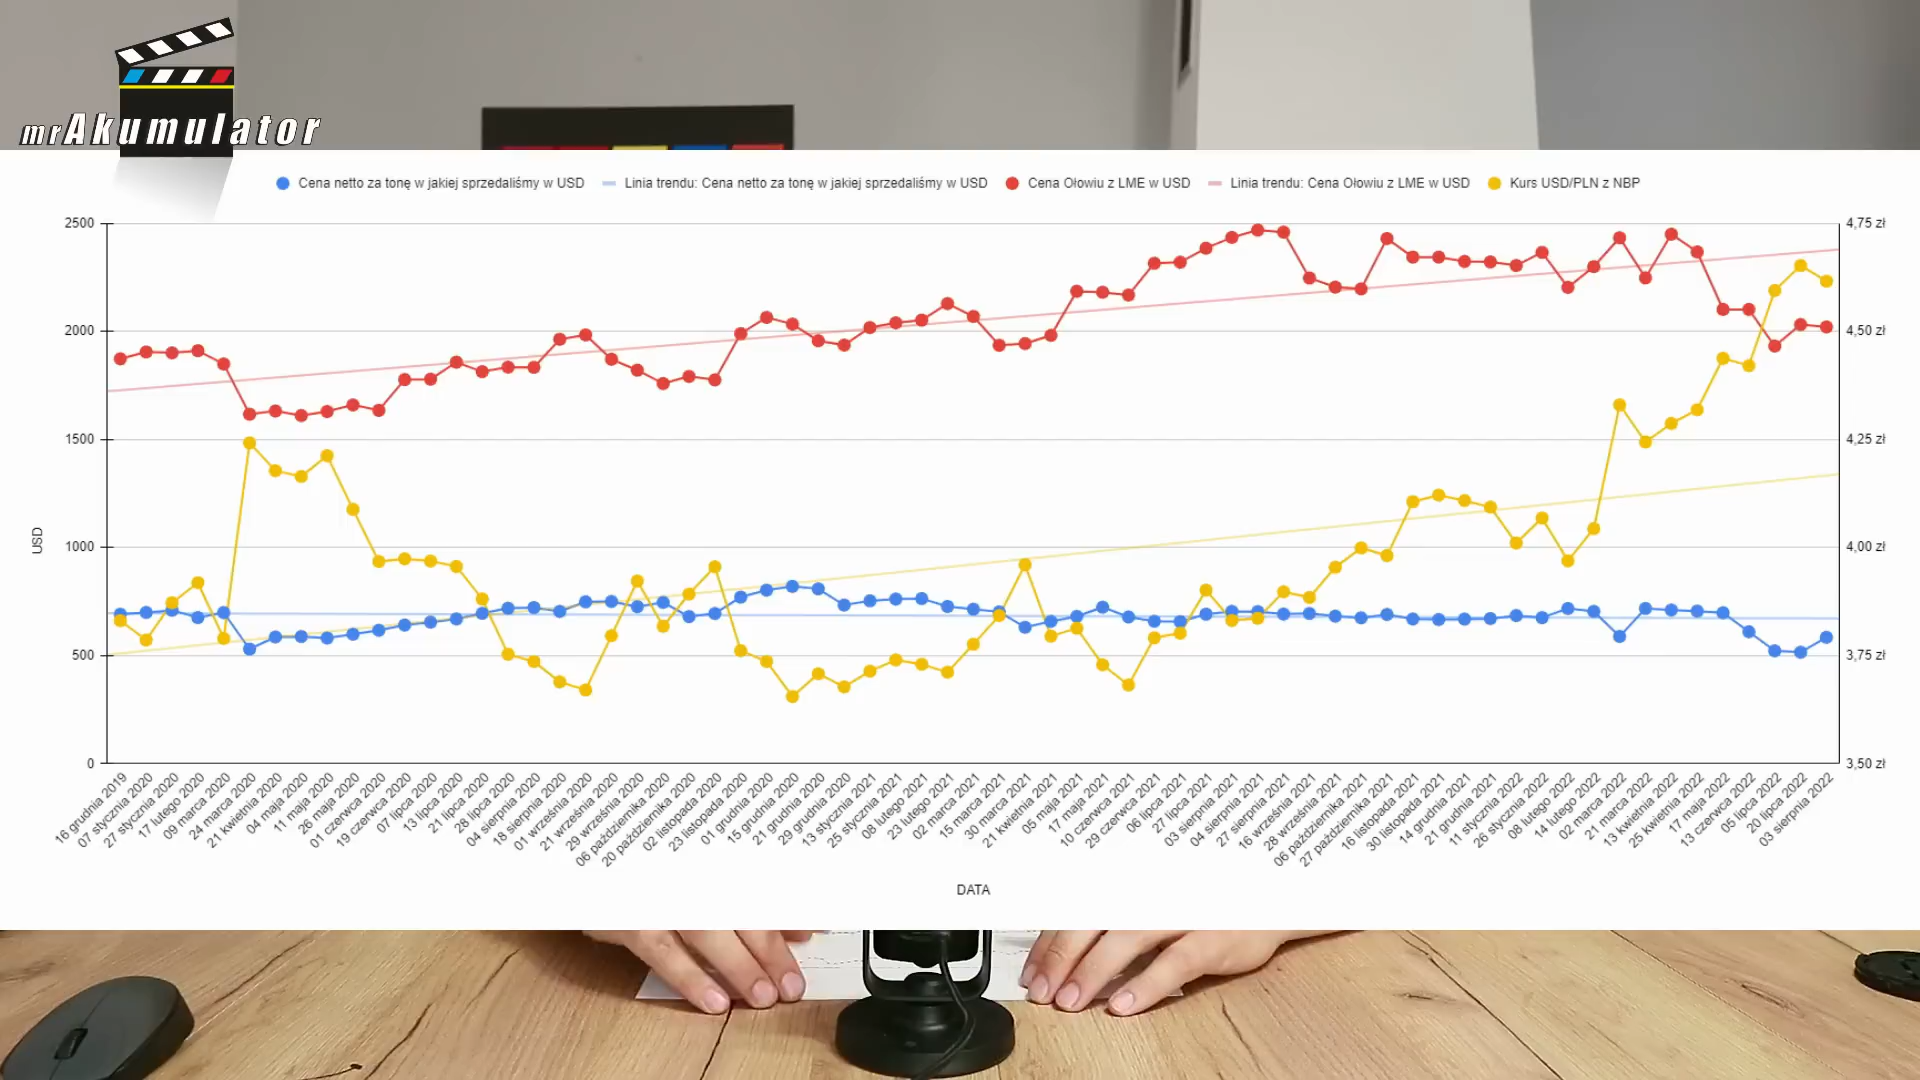 mrAkumulator
Cena netto za tonę w jakiej sprzedaliśmy w USD
Linia trendu: Cena netto za tonę w jakiej sprzedaliśmy w USD
Cena Ołowiu z LME w USD
Linia trendu: Cena Ołowiu z LME w USD
Kurs USD/PLN z NBP
2500
2000
1500
1000
500
0
USD
4,75 zł
4,50 zł
4,25 zł
4,00 zł
3,75 zł
3,50 zł
16 grudnia 2019
07 stycznia 2020
27 stycznia 2020
17 lutego 2020
09 marca 2020
24 marca 2020
21 kwietnia 2020
04 maja 2020
11 maja 2020
26 maja 2020
01 czerwca 2020
19 czerwca 2020
07 lipca 2020
13 lipca 2020
21 lipca 2020
28 lipca 2020
04 sierpnia 2020
18 sierpnia 2020
01 września 2020
21 września 2020
29 września 2020
06 października 2020
20 października 2020
02 listopada 2020
23 listopada 2020
01 grudnia 2020
15 grudnia 2020
21 grudnia 2020
29 grudnia 2020
13 stycznia 2021
25 stycznia 2021
08 lutego 2021
23 lutego 2021
02 marca 2021
15 marca 2021
30 marca 2021
21 kwietnia 2021
05 maja 2021
17 maja 2021
10 czerwca 2021
29 czerwca 2021
06 lipca 2021
27 lipca 2021
03 sierpnia 2021
04 sierpnia 2021
27 sierpnia 2021
16 września 2021
28 września 2021
06 października 2021
27 października 2021
16 listopada 2021
30 listopada 2021
14 grudnia 2021
21 grudnia 2021
11 stycznia 2022
26 stycznia 2022
08 lutego 2022
14 lutego 2022
02 marca 2022
21 marca 2022
13 kwietnia 2022
25 kwietnia 2022
17 maja 2022
13 czerwca 2022
05 lipca 2022
20 lipca 2022
03 sierpnia 2022
DATA